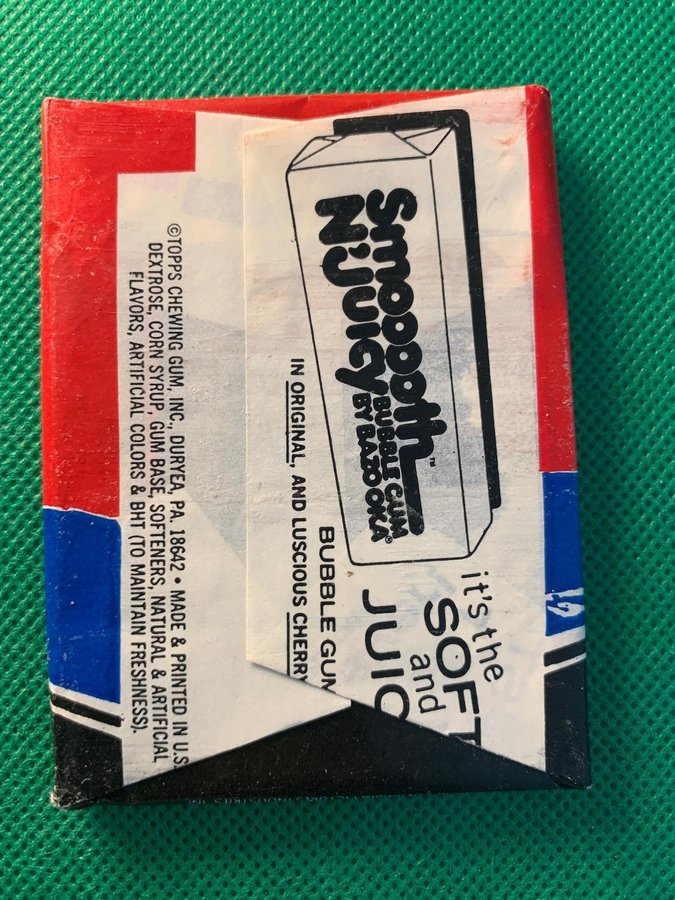 Smooooooth™
N'JUICY BUBBLE GUM
BY BAZOOKA®
it's the
SOFT
and
JUIC
BUBBLE GUM
IN ORIGINAL, AND LUSCIOUS CHERRY
©TOPPS CHEWING GUM, INC., DURYEA, PA. 18642 • MADE & PRINTED IN U.S.
DEXTROSE, CORN SYRUP, GUM BASE, SOFTENERS, NATURAL & ARTIFICIAL
FLAVORS, ARTIFICIAL COLORS & BHT (TO MAINTAIN FRESHNESS).